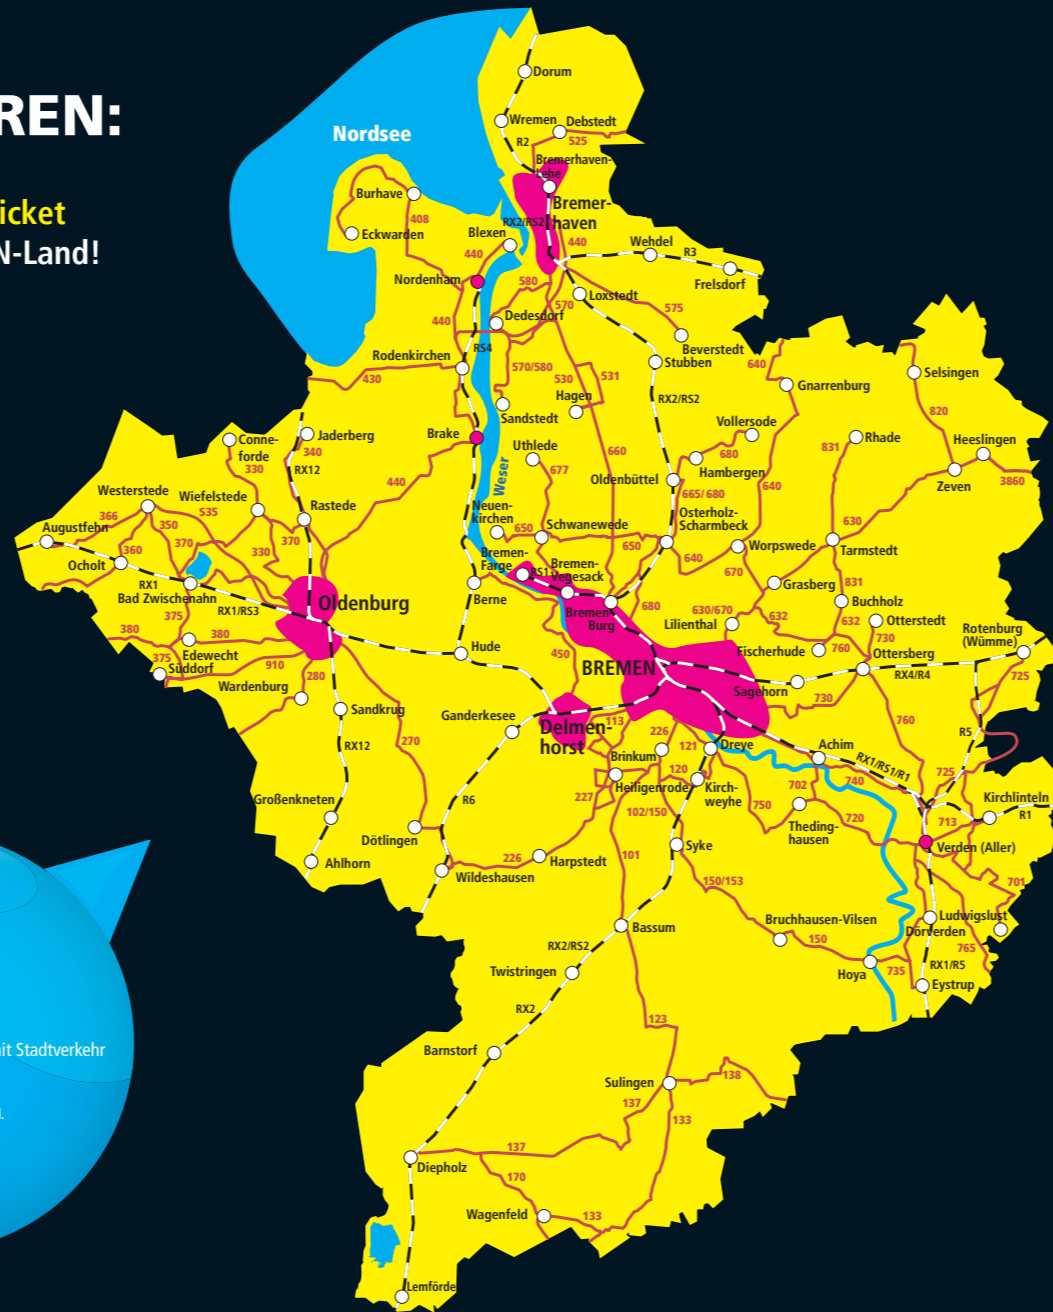 REN:
icket
N-Land!
Nordsee
Dorum
Wremen
Debstedt
R2
525
Bremerhaven-
Lehe
Burhave
Bremer-
haven
408
RX2/RS2
Eckwarden
Blexen
440
Wehdel
R3
440
Frelsdorf
Nordenham
580
Loxstedt
570
575
440
Dedesdorf
RS4
Beverstedt
Rodenkirchen
Stubben
640
570/580
Selsingen
430
530
531
Gnarrenburg
Hagen
RX2/RS2
Sandstedt
820
Vollersode
Conne-
forde
Jaderberg
Brake
Uthlede
831
Rhade
Heeslingen
340
660
680
330
RX12
Weser
677
Hambergen
Zeven
3860
440
Oldenbüttel
640
Westerstede
Wiefelstede
665/680
366
535
Rastede
Neuen-
kirchen
Osterholz-
Scharmbeck
Augustfehn
350
650
Schwanewede
630
360
370
330
370
650
Worpswede
Tarmstedt
Ocholt
Bremen-
Farge
RS1
Bremen-
Vegesack
640
670
Grasberg
831
RX1
Bad Zwischenahn
Berne
Buchholz
RX1/RS3
Oldenburg
680
630/670
632
632
Otterstedt
375
Bremen-
Burg
Lilienthal
730
Rotenburg
(Wümme)
380
380
Hude
450
BREMEN
Fischerhude
760
Ottersberg
375
Edewecht
Süddorf
910
RX4/R4
725
280
Sagehorn
Wardenburg
730
Sandkrug
Ganderkesee
Delmen-
horst
113
760
R5
RX12
270
226
121
Dreye
Achim
Brinkum
RX1/RS1/R1
725
120
Heiligenrode
Kirch-
weyhe
702
740
Großenkneten
R6
227
750
Kirchlinteln
102/150
Theding-
hausen
720
713
R1
Dötlingen
Syke
Verden (Aller)
Ahlhorn
226
Harpstedt
101
Wildeshausen
150/153
701
Bruchhausen-Vilsen
Ludwigslust
Dörverden
Bassum
150
RX2/RS2
765
Twistringen
Hoya
735
RX1/R5
Eystrup
RX2
123
it Stadtverkehr
Barnstorf
Sulingen
138
137
133
137
Diepholz
170
Wagenfeld
133
Lemförde